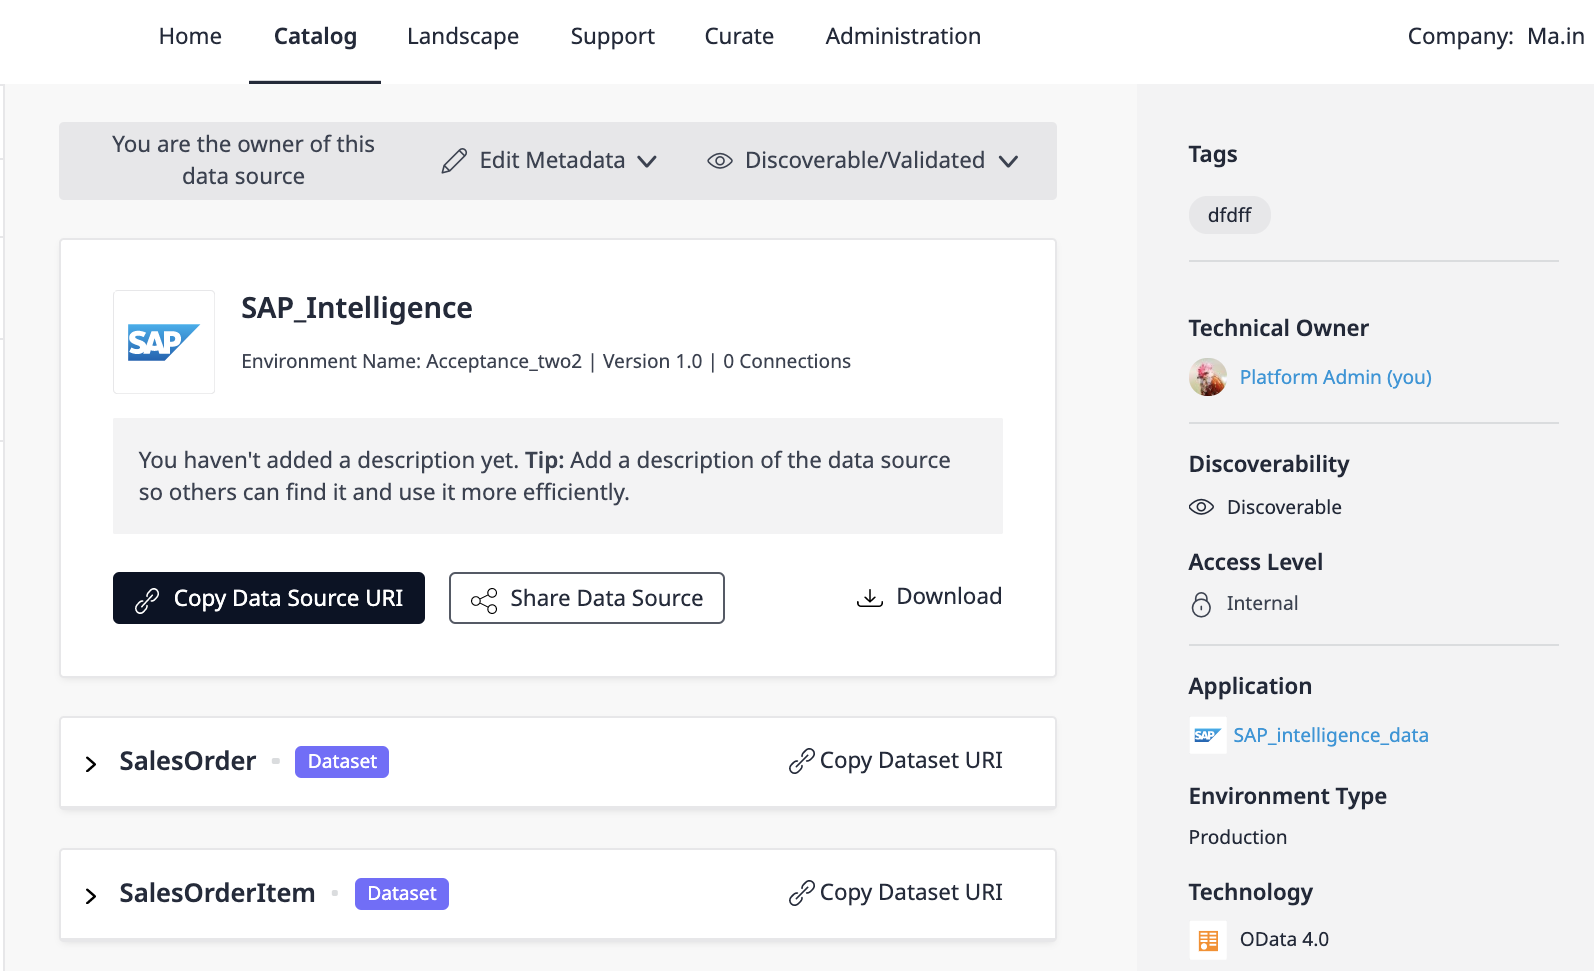 Home Catalog Landscape Support Curate Administration Company: Ma.in
You are the owner of this
data source
Edit Metadata
Discoverable/Validated
SAP
SAP_Intelligence
Environment Name: Acceptance_two2 | Version 1.0 | 0 Connections
You haven't added a description yet. Tip: Add a description of the data source
so others can find it and use it more efficiently.
Copy Data Source URI
Share Data Source
Download
SalesOrder
Dataset
Copy Dataset URI
SalesOrderItem
Dataset
Copy Dataset URI
Tags
dfdff
Technical Owner
Platform Admin (you)
Discoverability
Discoverable
Access Level
Internal
Application
SAP
SAP_intelligence_data
Environment Type
Production
Technology
OData 4.0